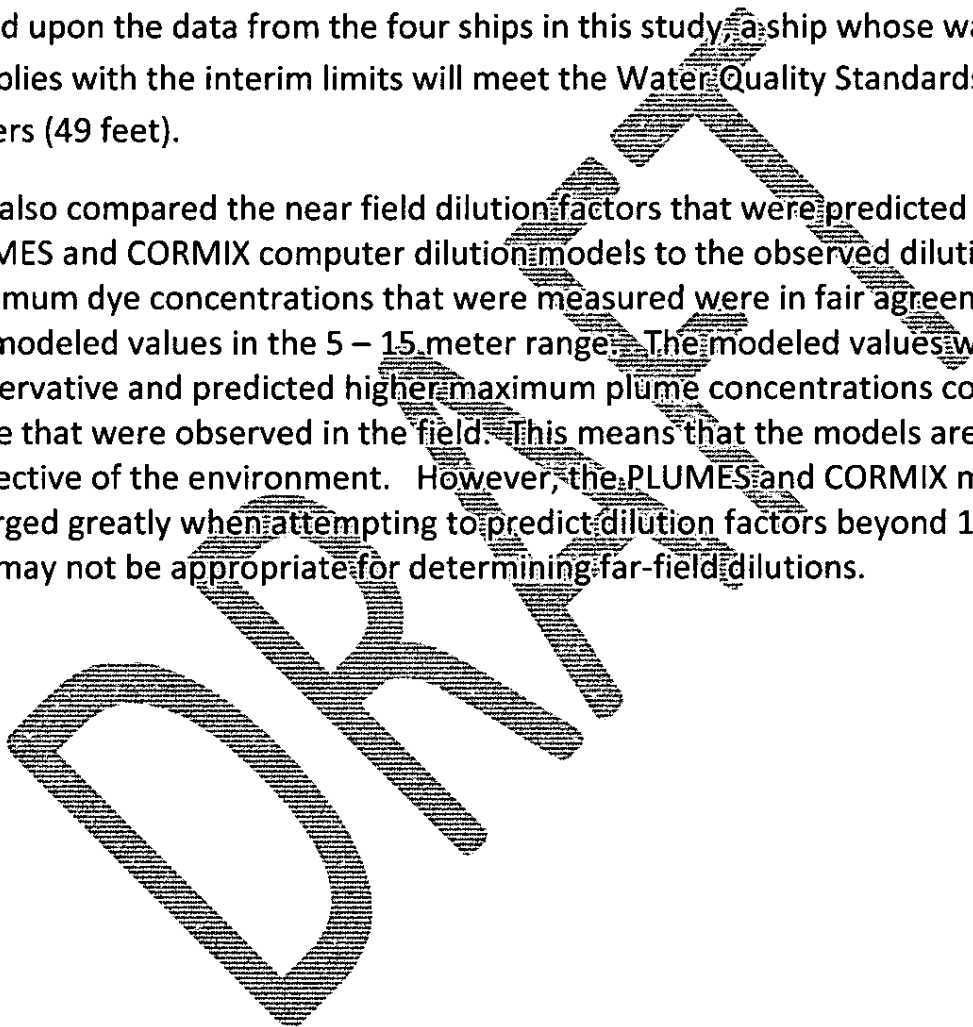 d upon the data from the four ships in this study, a ship whose wa
plies with the interim limits will meet the Water Quality Standards
ers (49 feet).
also compared the near field dilution factors that were predicted
MES and CORMIX computer dilution models to the observed diluti
mum dye concentrations that were measured were in fair agreen
modeled values in the 5 – 15 meter range. The modeled values w
ervative and predicted higher maximum plume concentrations co
e that were observed in the field. This means that the models are
ective of the environment. However, the PLUMES and CORMIX m
rged greatly when attempting to predict dilution factors beyond 1
may not be appropriate for determining far-field dilutions.
DRAFT